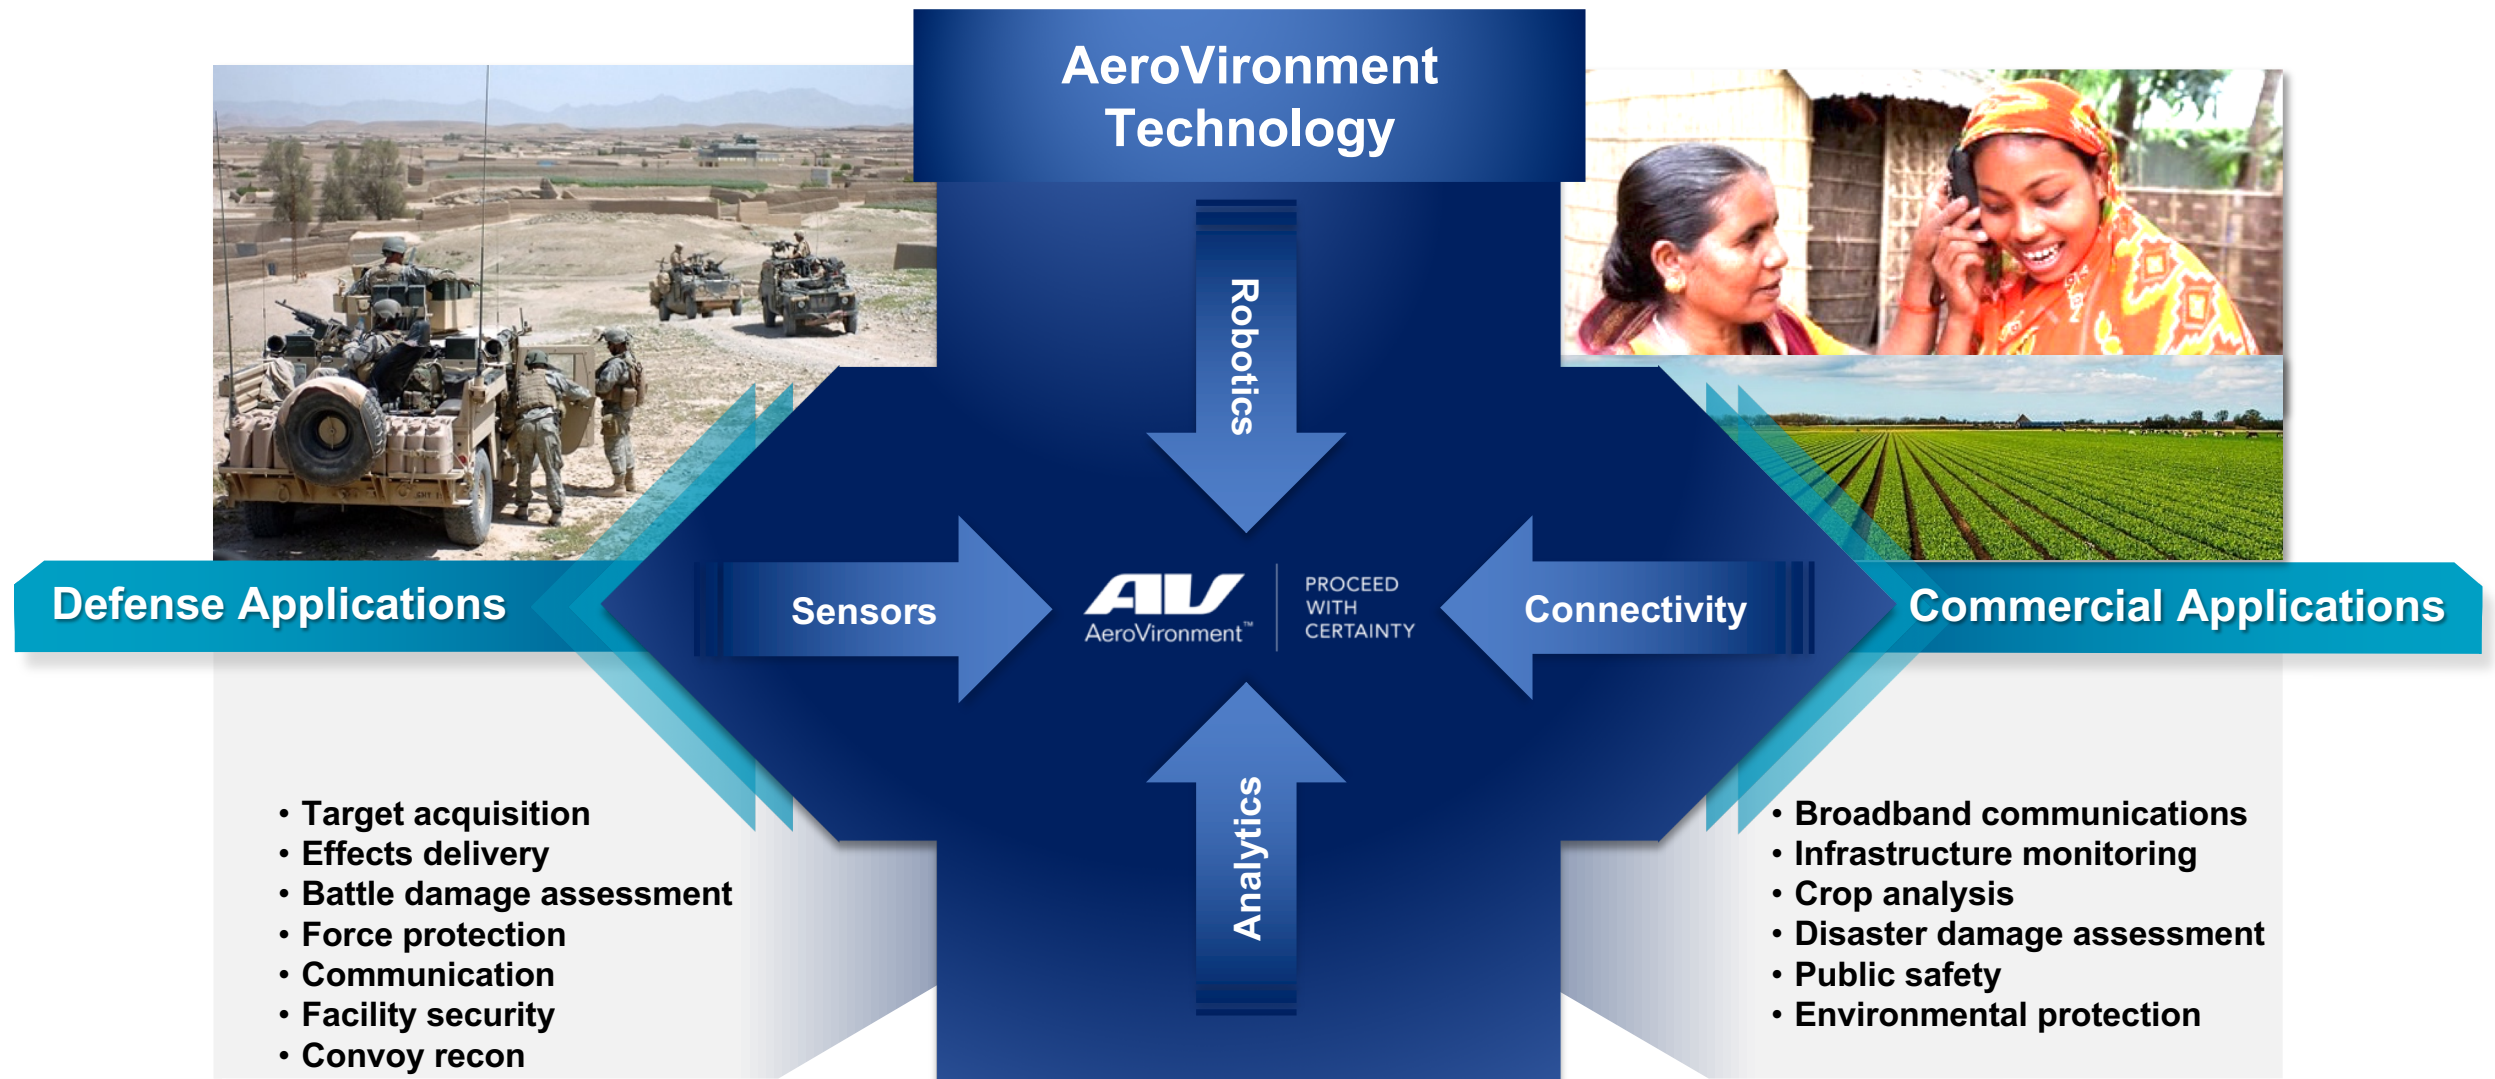 AeroVironment
Technology
Robotics
Defense Applications
Sensors
AV
AeroVironment™
PROCEED
WITH
CERTAINTY
Connectivity
Commercial Applications
Analytics
• Target acquisition
• Effects delivery
• Battle damage assessment
• Force protection
• Communication
• Facility security
• Convoy recon
• Broadband communications
• Infrastructure monitoring
• Crop analysis
• Disaster damage assessment
• Public safety
• Environmental protection